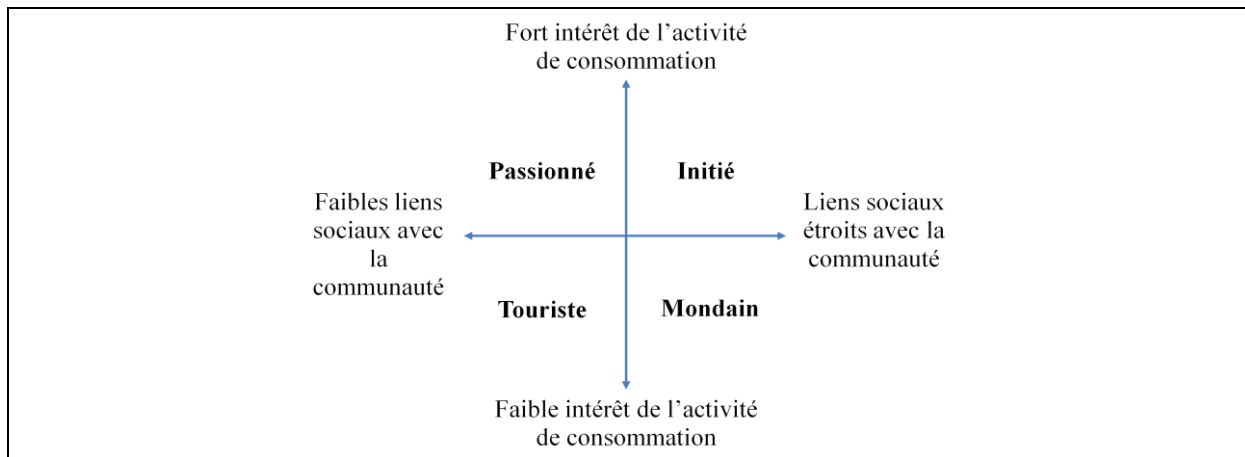 Fort intérêt de l’activité
de consommation
Passionné
Initié
Faibles liens
sociaux avec
la
communauté
Liens sociaux
étroits avec la
communauté
Touriste
Mondain
Faible intérêt de l’activité
de consommation